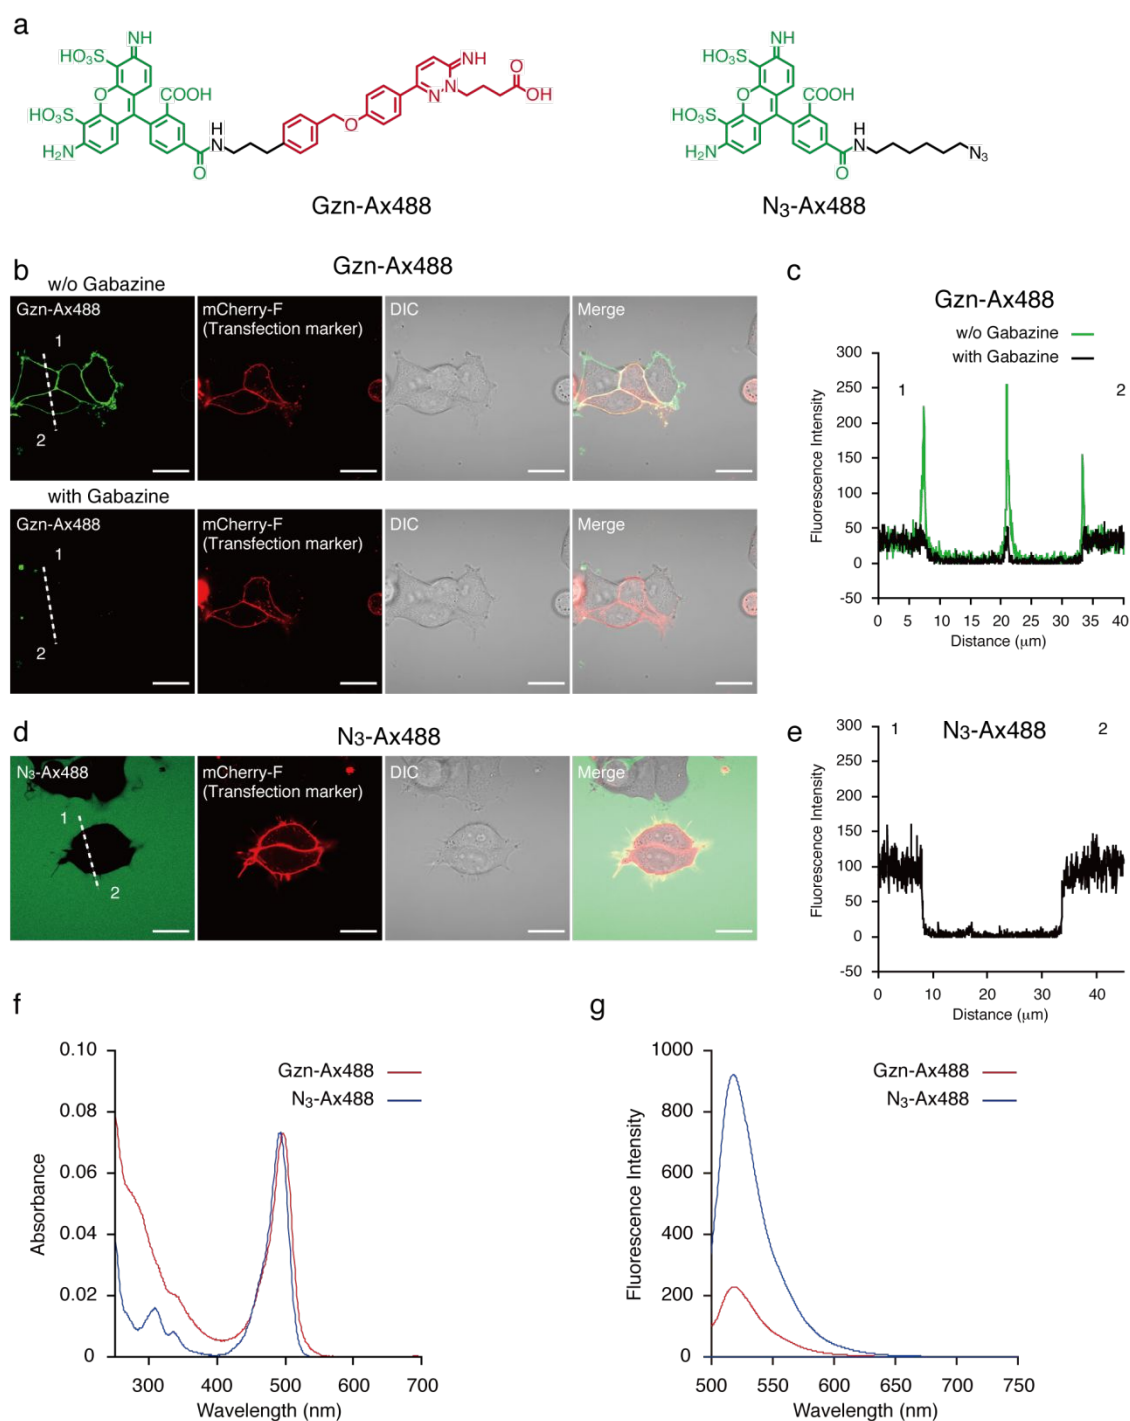 a
NH
HO₃S
O
HO₃S
COOH
H₂N
H
N
O
O
N
N
NH
O
OH
NH
HO₃S
O
HO₃S
COOH
H₂N
H
N
O
N₃
Gzn-Ax488
N₃-Ax488
b
Gzn-Ax488
w/o Gabazine
Gzn-Ax488
1
2
mCherry-F
(Transfection marker)
DIC
Merge
with Gabazine
Gzn-Ax488
1
2
mCherry-F
(Transfection marker)
DIC
Merge
c
Gzn-Ax488
w/o Gabazine
with Gabazine
300
250
200
150
100
50
0
-50
1
2
Fluorescence Intensity
0 5 10 15 20 25 30 35 40
Distance (μm)
d
N₃-Ax488
N₃-Ax488
1
2
mCherry-F
(Transfection marker)
DIC
Merge
e
N₃-Ax488
300
250
200
150
100
50
0
-50
1
2
Fluorescence Intensity
0 10 20 30 40
Distance (μm)
f
Gzn-Ax488
N₃-Ax488
0.10
0.08
0.06
0.04
0.02
0
Absorbance
300 400 500 600 700
Wavelength (nm)
g
Gzn-Ax488
N₃-Ax488
1000
800
600
400
200
0
Fluorescence Intensity
500 550 600 650 700 750
Wavelength (nm)